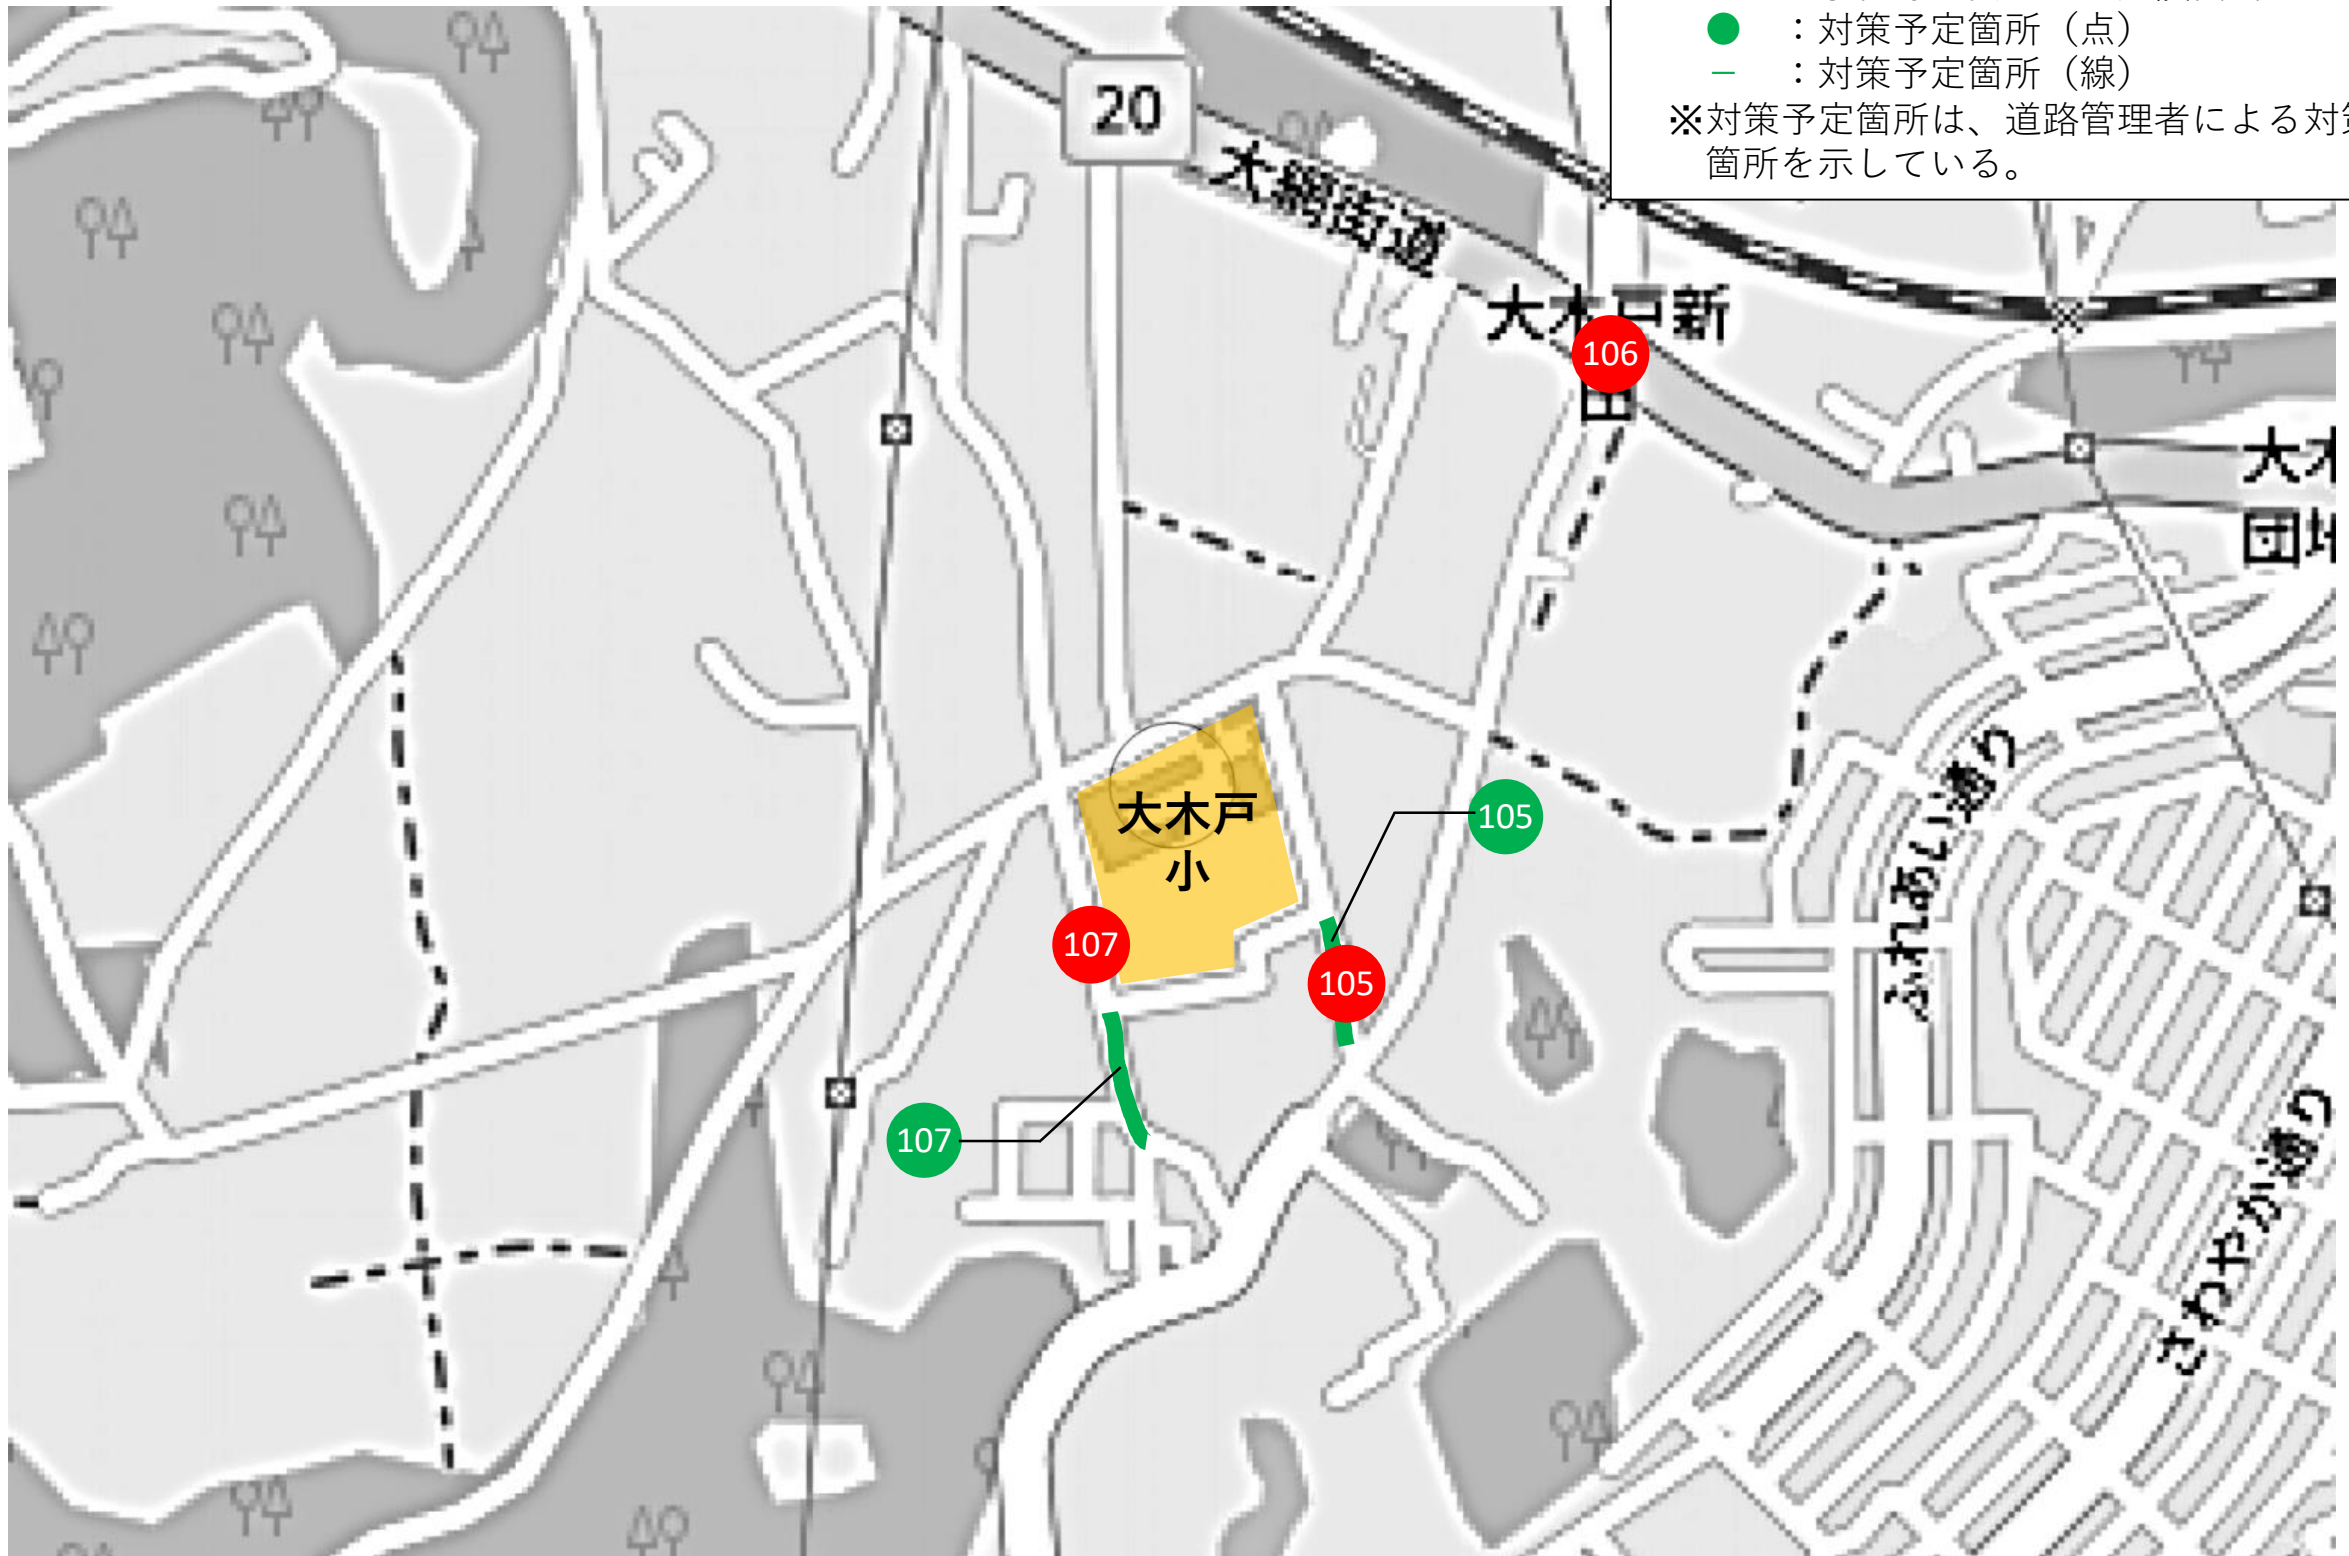 ●：対策予定箇所（点）
－：対策予定箇所（線）
※対策予定箇所は、道路管理者による対策
箇所を示している。
20
大網街道
大木戸新
田
106
大木
団地
大木戸
小
105
107
105
107
ふれあい通り
さわやか通り